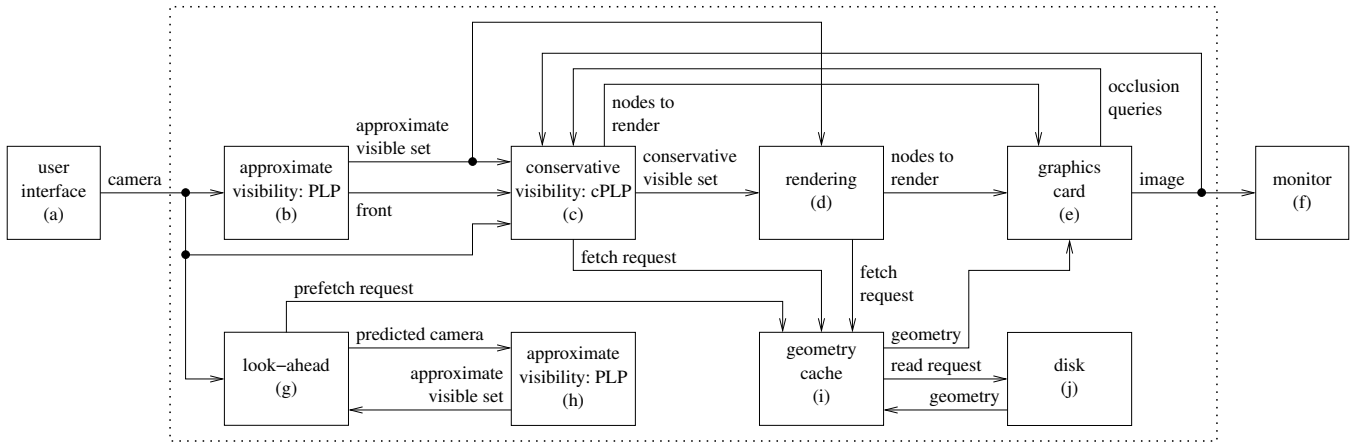 user
interface
(a)
camera
approximate
visible set
approximate
visibility: PLP
(b)
front
nodes to
render
conservative
visibility: cPLP
(c)
conservative
visible set
rendering
(d)
nodes to
render
occlusion
queries
graphics
card
(e)
image
monitor
(f)
fetch request
fetch
request
prefetch request
look−ahead
(g)
predicted camera
approximate
visible set
approximate
visibility: PLP
(h)
geometry
cache
(i)
geometry
read request
geometry
disk
(j)